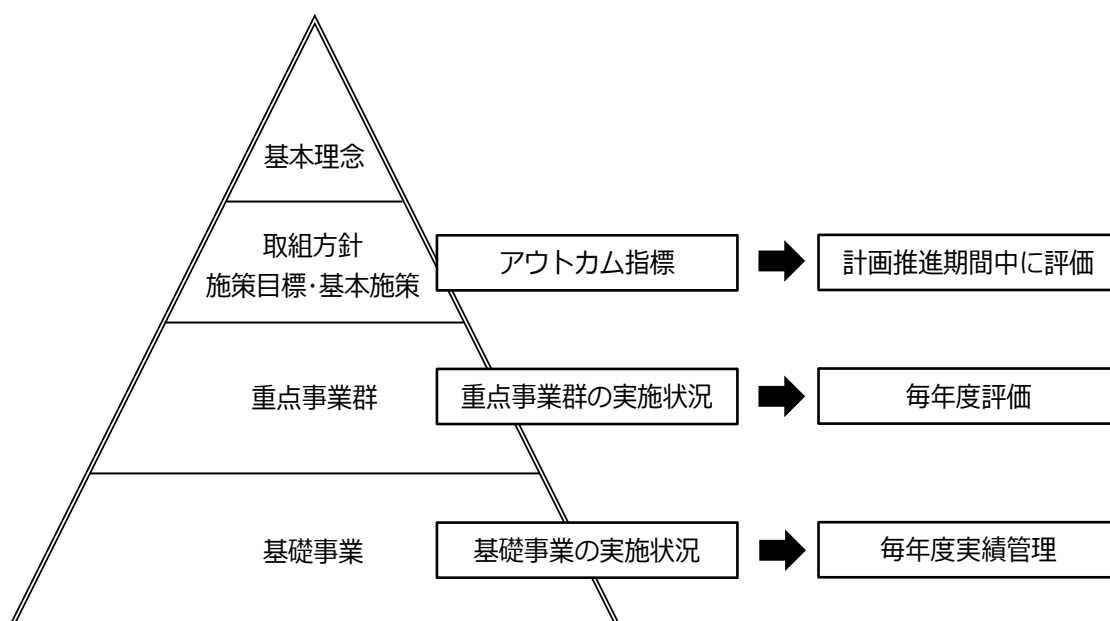 基本理念
取組方針
施策目標・基本施策
アウトカム指標
計画推進期間中に評価
重点事業群
重点事業群の実施状況
毎年度評価
基礎事業
基礎事業の実施状況
毎年度実績管理